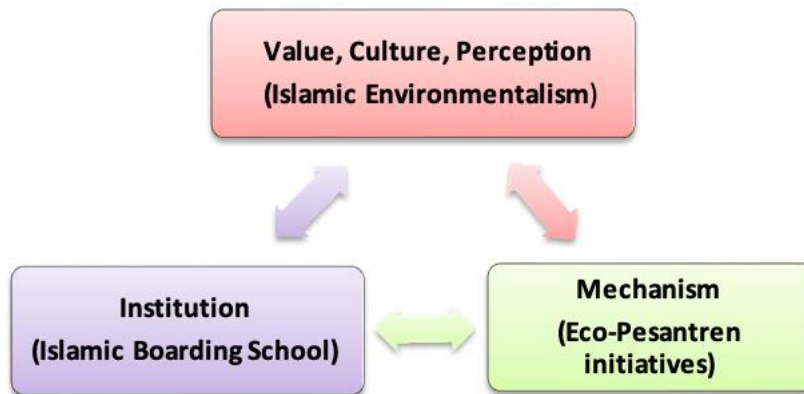 Value, Culture, Perception
(Islamic Environmentalism)
Institution
(Islamic Boarding School)
Mechanism
(Eco-Pesantren
initiatives)